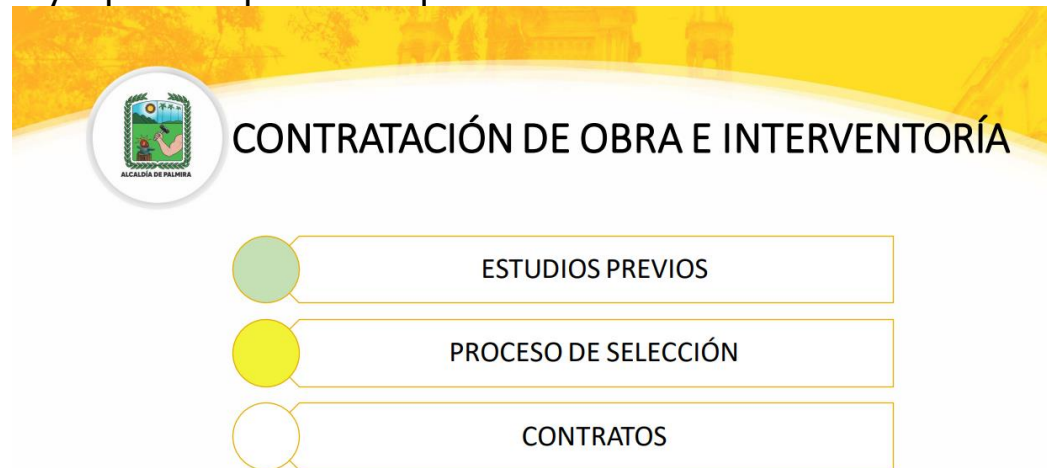 CONTRATACIÓN DE OBRA E INTERVENTORÍA
ALCALDÍA DE PALMIRA
ESTUDIOS PREVIOS
PROCESO DE SELECCIÓN
CONTRATOS